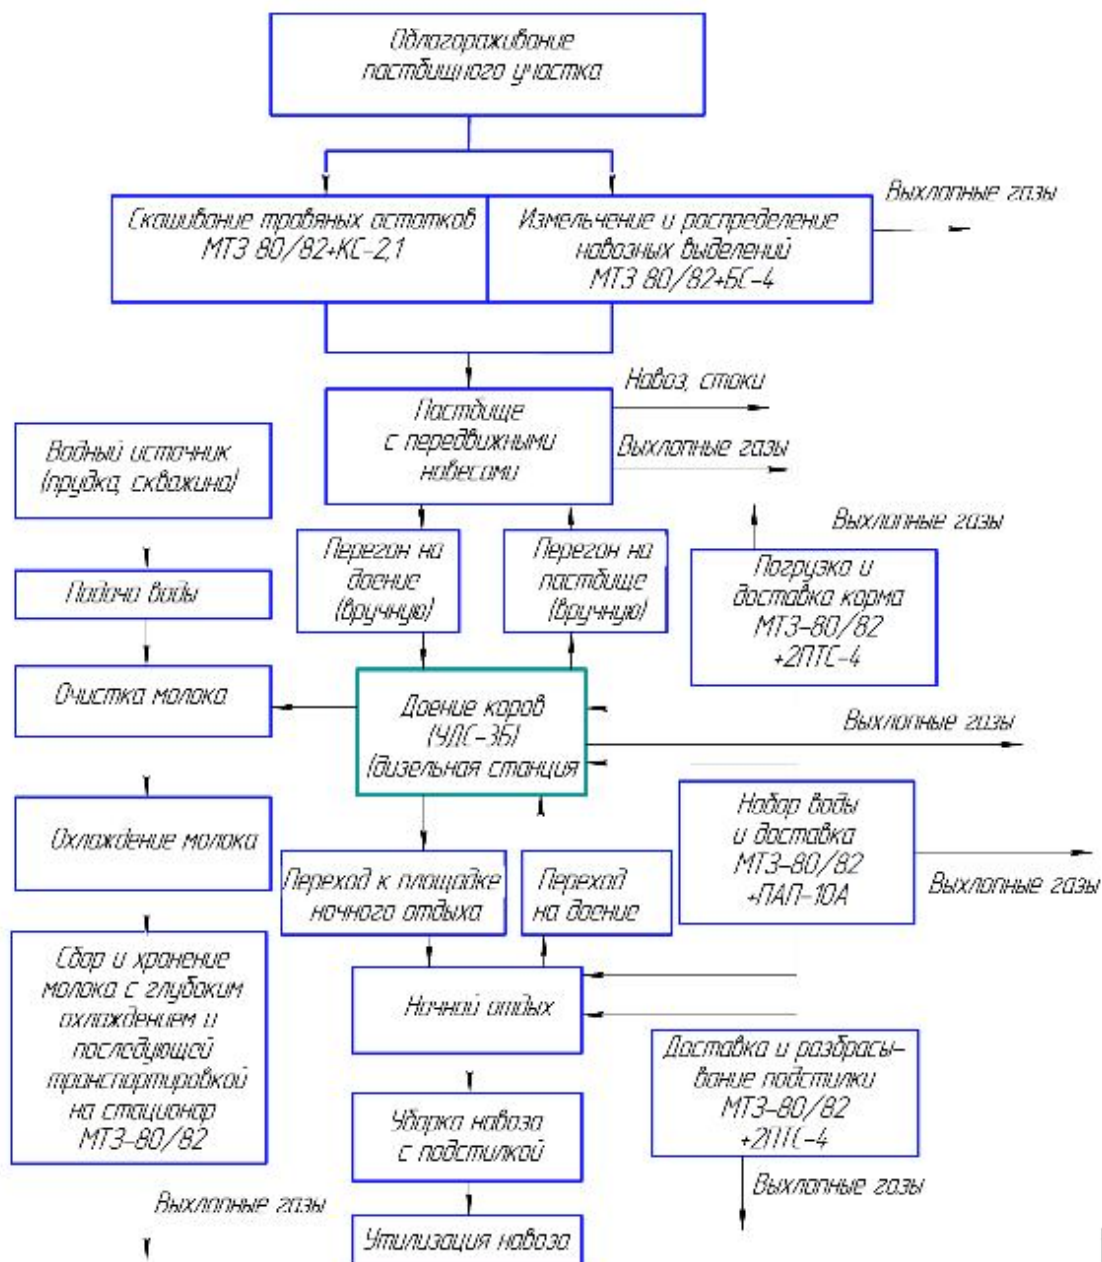 Облагораживание
пастбищного участка
Скашивание травяных остатков
МТЗ 80/82+КС-2,1
Измельчение и распределение
навозных выделений
МТЗ 80/82+БС-4
Выхлопные газы
Пастбище
с передвижными
навесами
Навоз, стоки
Выхлопные газы
Водный источник
(прудка, скважина)
Подача воды
Очистка молока
Охлаждение молока
Сбор и хранение
молока с глубоким
охлаждением и
последующей
транспортировкой
на стационар
МТЗ-80/82
Выхлопные газы
Перегон на
доение
(вручную)
Перегон на
пастбище
(вручную)
Выхлопные газы
Погрузка и
доставка корма
МТЗ-80/82
+2ПТС-4
Доение коров
(УДС-3Б)
(дизельная станция
Выхлопные газы
Набор воды
и доставка
МТЗ-80/82
+ПАП-10А
Выхлопные газы
Переход к площадке
ночного отдыха
Переход
на доение
Ночной отдых
Доставка и разбрасы-
вание подстилки
МТЗ-80/82
+2ПТС-4
Выхлопные газы
Уборка навоза
с подстилкой
Утилизация навоза